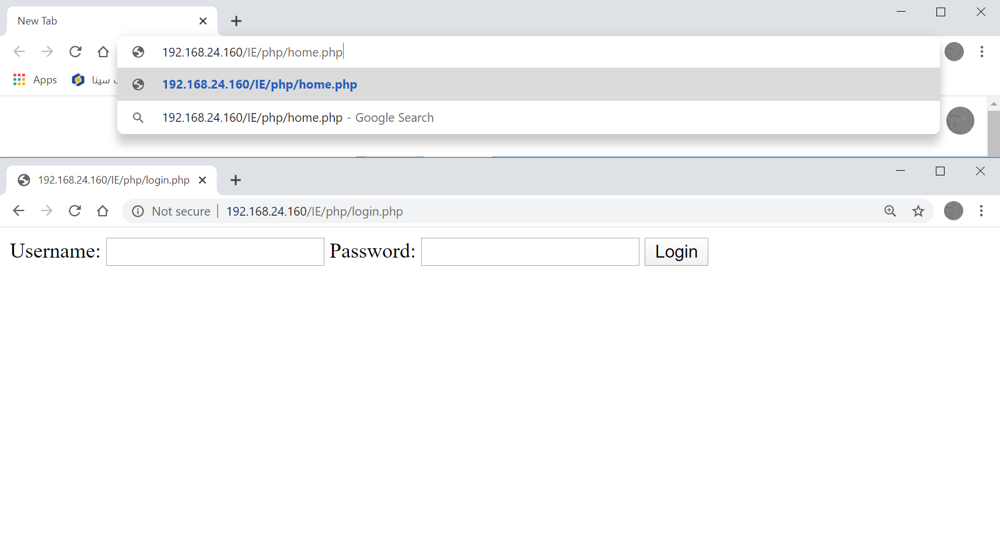 New Tab
192.168.24.160/IE/php/home.php
Apps سینا
192.168.24.160/IE/php/home.php
192.168.24.160/IE/php/home.php - Google Search
192.168.24.160/IE/php/login.php
Not secure 192.168.24.160/IE/php/login.php
Username: Password: Login